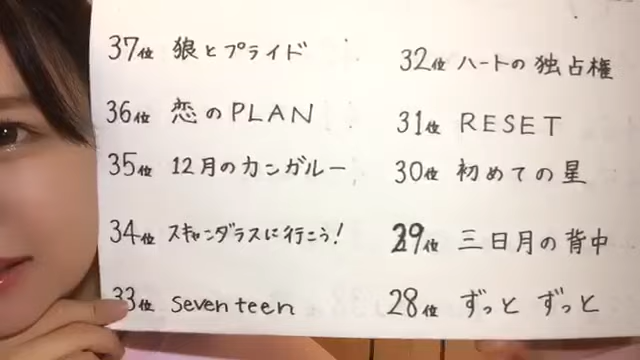 37位 狼とプライド
36位 恋のPLAN
35位 12月のカンガルー
34位 スキャンダラスに行こう!
33位 seventeen
32位 ハートの独占権
31位 RESET
30位 初めての星
29位 三日月の背中
28位 ずっと ずっと